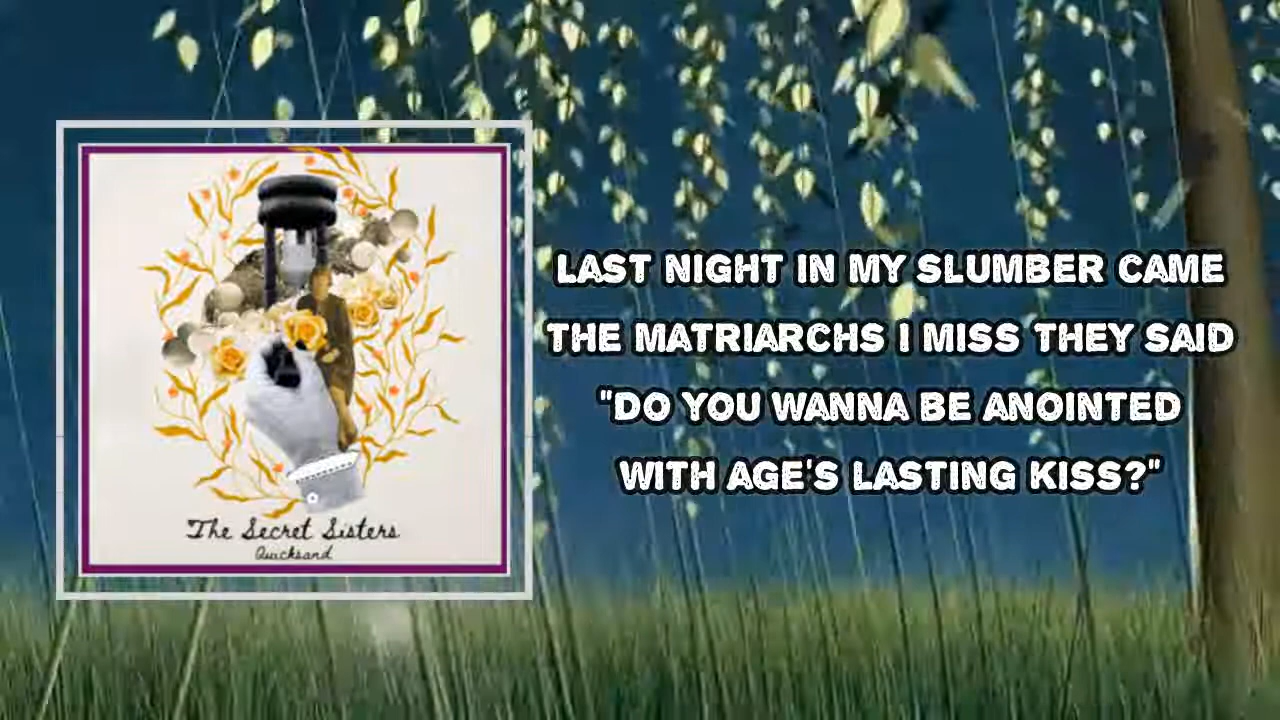 The Secret Sisters
Quicksand
LAST NIGHT IN MY SLUMBER CAME
THE MATRIARCHS I MISS THEY SAID
"DO YOU WANNA BE ANOINTED
WITH AGE'S LASTING KISS?"